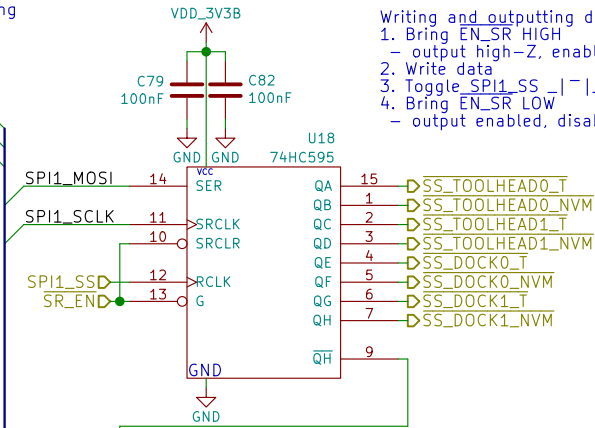 ng
VDD_3V3B
Writing and outputting d
1. Bring EN_SR HIGH
- output high-Z, enabl
2. Write data
3. Toggle SPI1_SS _|‾|_
4. Bring EN_SR LOW
- output enabled, disal
C79
100nF
C82
100nF
GND GND
U18
74HC595
VCC
SPI1_MOSI 14 SER QA 15 SS_TOOLHEAD0_T
QB 1 SS_TOOLHEAD0_NVM
SPI1_SCLK 11 SRCLK QC 2 SS_TOOLHEAD1_T
10 SRCLR QD 3 SS_TOOLHEAD1_NVM
QE 4 SS_DOCK0_T
SPI1_SS 12 RCLK QF 5 SS_DOCK0_NVM
SR_EN 13 G QG 6 SS_DOCK1_T
QH 7 SS_DOCK1_NVM
QH 9
GND
GND